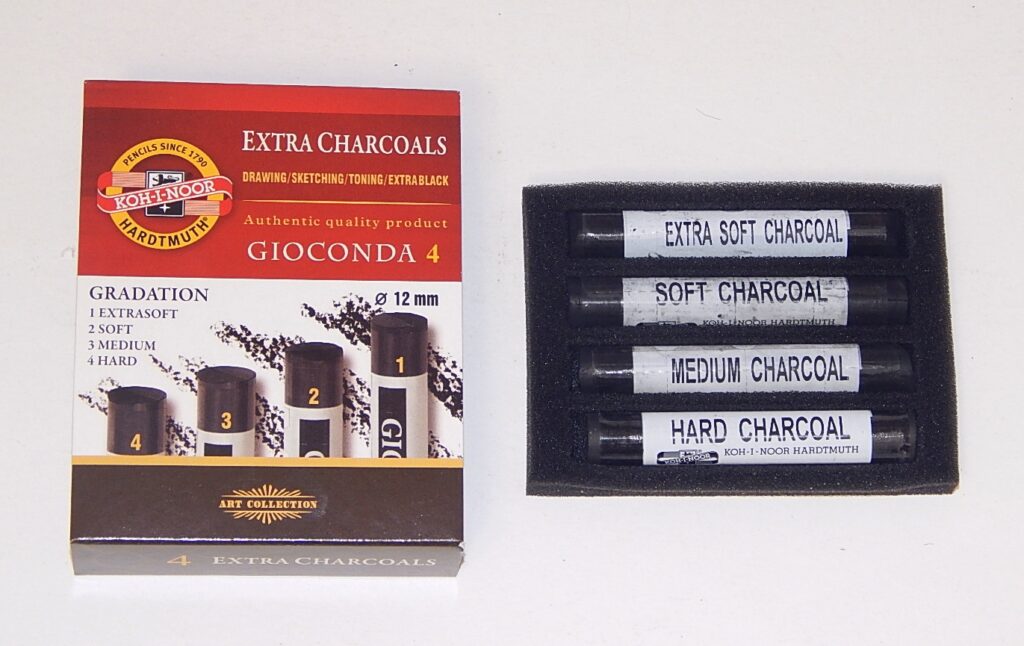 PENCILS SINCE 1790
KOH-I-NOOR
HARDTMUTH®
EXTRA CHARCOALS
DRAWING/SKETCHING/TONING/EXTRABLACK
Authentic quality product
GIOCONDA 4
GRADATION
1 EXTRASOFT
2 SOFT
3 MEDIUM
4 HARD
⌀ 12 mm
4
3
2
1
GIO
ART COLLECTION
4 EXTRA CHARCOALS
EXTRA SOFT CHARCOAL
SOFT CHARCOAL
KOH-I-NOOR HARDTMUTH
MEDIUM CHARCOAL
HARD CHARCOAL
KOH-I-NOOR HARDTMUTH